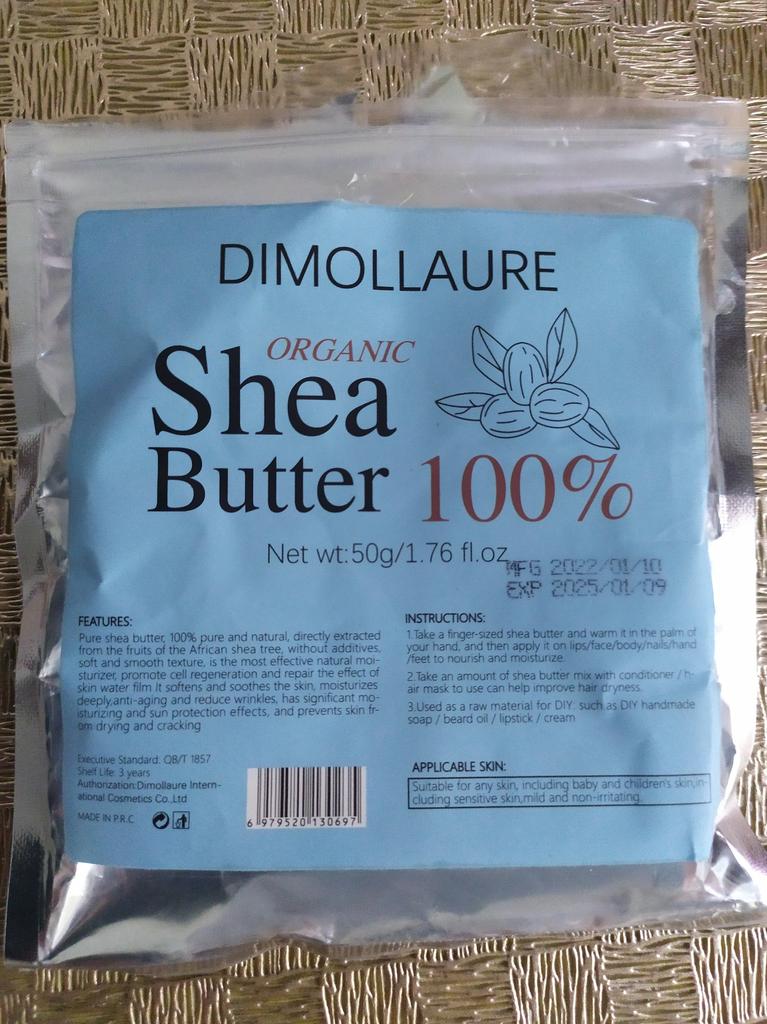 DIMOLLAURE
ORGANIC
Shea
Butter 100%
Net wt:50g/1.76 fl.oz
MFG 2022/01/10
EXP 2025/01/09
FEATURES:
Pure shea butter, 100% pure and natural, directly extracted
from the fruits of the African shea tree, without additives,
soft and smooth texture, is the most effective natural moi-
sturizer, promote cell regeneration and repair the effect of
skin water film It softens and soothes the skin, moisturizes
deeply,anti-aging and reduce wrinkles, has significant mo-
isturizing and sun protection effects, and prevents skin fr-
om drying and cracking
Executive Standard: QB/T 1857
Shelf Life: 3 years
Authorization:Dimollaure Intern-
ational Cosmetics Co.,Ltd
MADE IN P.R.C
6 979520 130697
INSTRUCTIONS:
1.Take a finger-sized shea butter and warm it in the palm of
your hand, and then apply it on lips/face/body/nails/hand
/feet to nourish and moisturize.
2.Take an amount of shea butter mix with conditioner / h-
air mask to use can help improve hair dryness.
3.Used as a raw material for DIY: such as DIY handmade
soap / beard oil / lipstick / cream
APPLICABLE SKIN:
Suitable for any skin, including baby and children's skin,in-
cluding sensitive skin,mild and non-irritating.